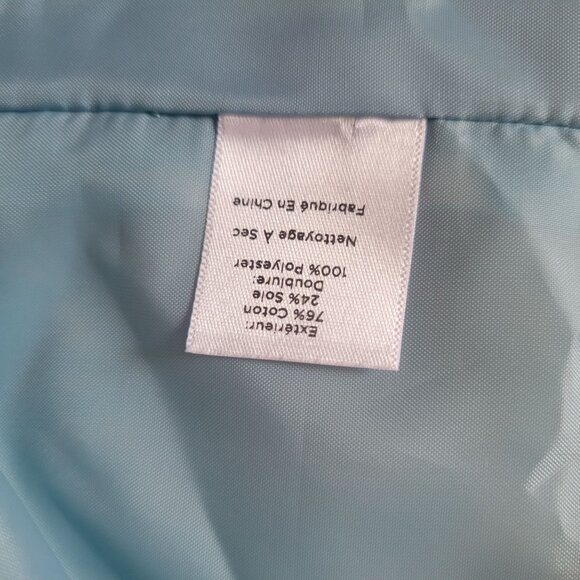 Extérieur:
76% Coton
24% Soie
Doublure:
100% Polyester
Nettoyage À Sec
Fabriqué En Chine